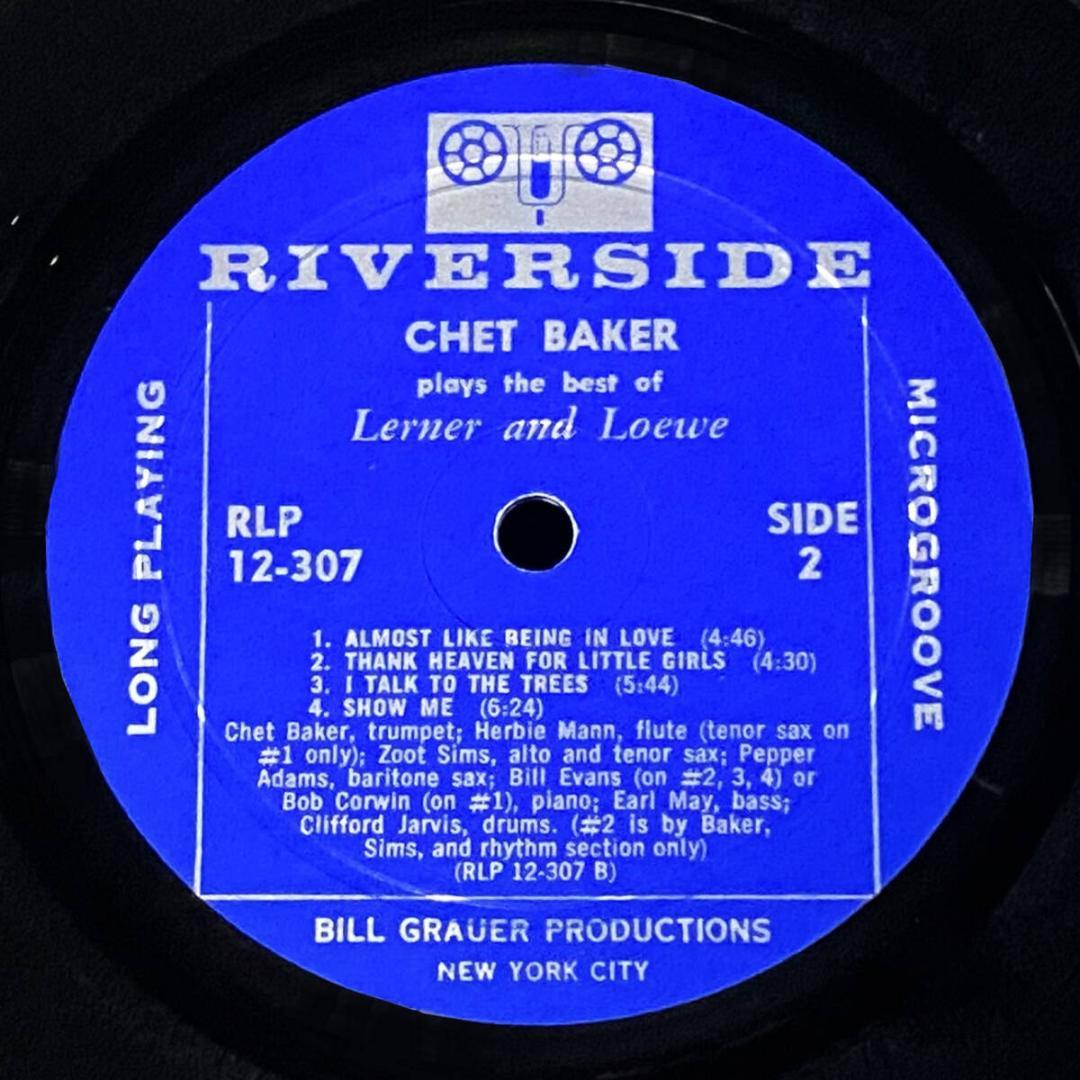 RIVERSIDE
CHET BAKER
plays the best of
Lerner and Loewe
LONG PLAYING
MICROGROOVE
RLP
12-307
SIDE
2
1. ALMOST LIKE BEING IN LOVE (4:46)
2. THANK HEAVEN FOR LITTLE GIRLS (4:30)
3. I TALK TO THE TREES (5:44)
4. SHOW ME (6:24)
Chet Baker, trumpet; Herbie Mann, flute (tenor sax on
#1 only); Zoot Sims, alto and tenor sax; Pepper
Adams, baritone sax; Bill Evans (on #2, 3, 4) or
Bob Corwin (on #1), piano; Earl May, bass;
Clifford Jarvis, drums. (#2 is by Baker,
Sims, and rhythm section only)
(RLP 12-307 B)
BILL GRAUER PRODUCTIONS
NEW YORK CITY